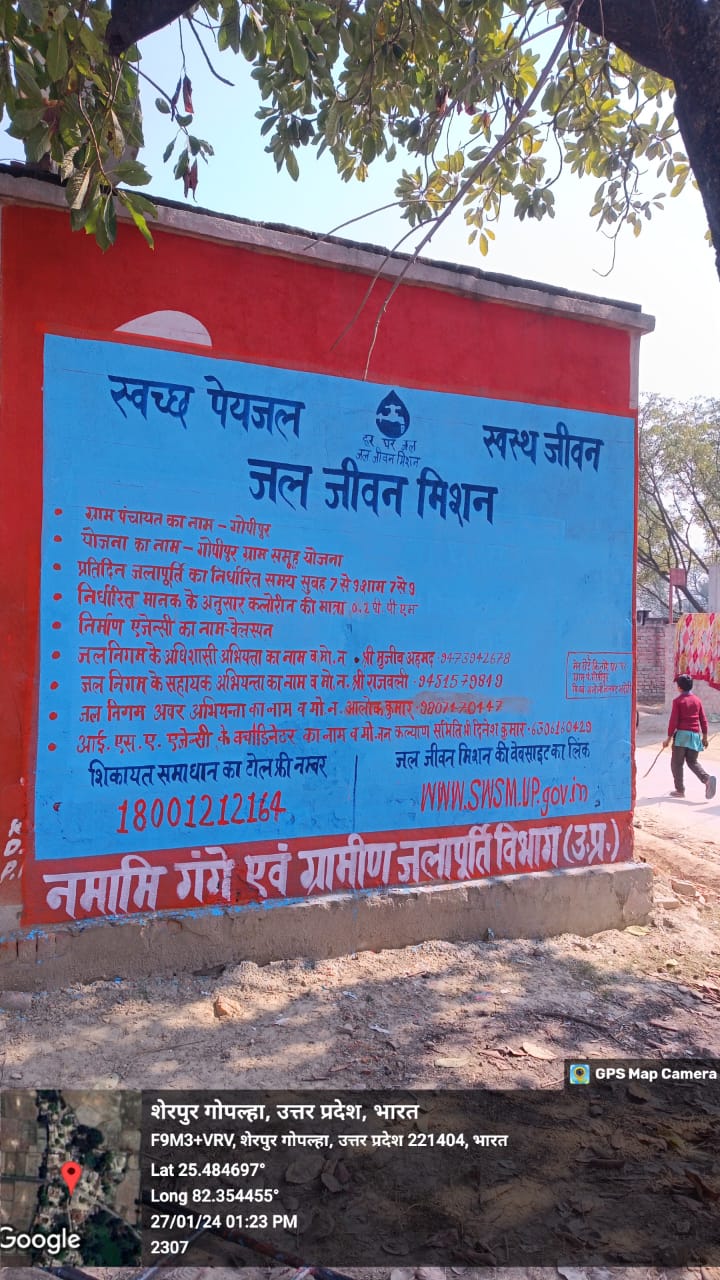 स्वच्छ पेयजल
हर घर जल
जल जीवन मिशन
स्वस्थ जीवन
जल जीवन मिशन
• ग्राम पंचायत का नाम - गोपीपुर
• योजना का नाम - गोपीपुर ग्राम समूह योजना
• प्रतिदिन जलापूर्ति का निर्धारित समय सुबह 7 से 9 शाम 7 से 9
• निर्धारित मानक के अनुसार क्लोरीन की मात्रा 0.2 पी पी एम
• निर्माण एजेन्सी का नाम-वेलस्पन
• जल निगम के अधिशासी अभियंता का नाम व मो. न. श्री मुजीब अहमद 9473942678
• जल निगम के सहायक अभियन्ता का नाम व मो. न. श्री राजवली - 9451579849
• जल निगम अवर अभियन्ता का नाम व मो.न. आलोक कुमार -
• आई. एस. ए. एजेन्सी के क्वार्डिनेटर का नाम व मो. जन कल्याण समिति श्री दिनेश कुमार - 6306160429
शिकायत समाधान का टोल फ्री नम्बर
18001212164
जल जीवन मिशन की वेबसाइट का लिंक
WWW.SWSM.UP.gov.in
नमामि गंगे एवं ग्रामीण जलापूर्ति विभाग (उ.प्र.)
GPS Map Camera
शेरपुर गोपल्हा, उत्तर प्रदेश, भारत
F9M3+VRV, शेरपुर गोपल्हा, उत्तर प्रदेश 221404, भारत
Lat 25.484697°
Long 82.354455°
27/01/24 01:23 PM
2307
Google